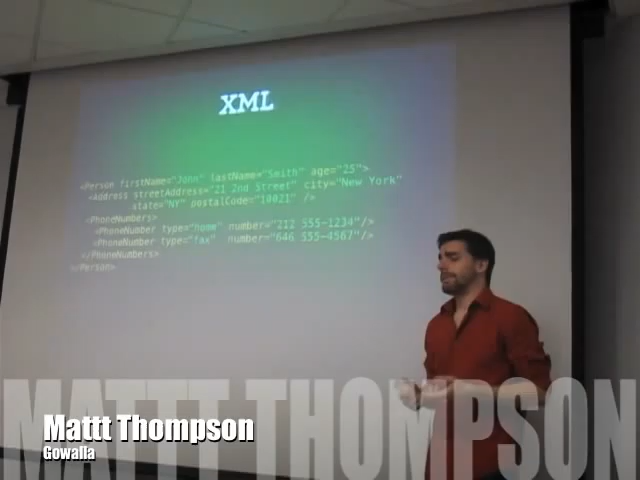 XML
<Person firstName="John" lastName="Smith" age="25">
<address streetAddress="21 2nd Street" city="New York"
state="NY" postalCode="10021" />
<PhoneNumbers>
<PhoneNumber type="home" number="212 555-1234"/>
<PhoneNumber type="fax" number="646 555-4567"/>
</PhoneNumbers>
</Person>
MATTT THOMPSON
Mattt Thompson
Gowalla